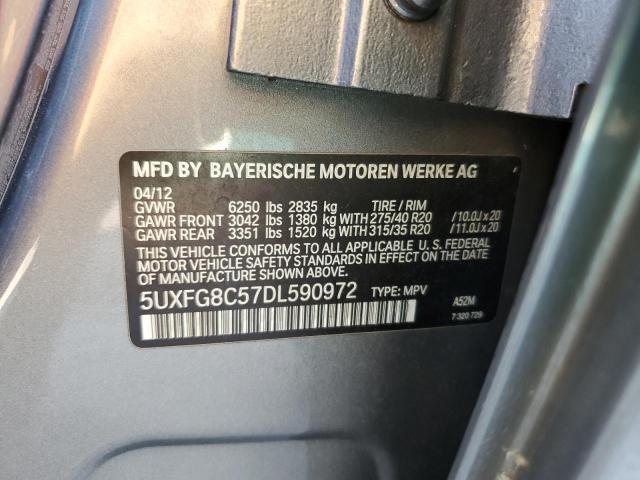 MFD BY BAYERISCHE MOTOREN WERKE AG
04/12
GVWR 6250 lbs 2835 kg TIRE / RIM
GAWR FRONT 3042 lbs 1380 kg WITH 275/40 R20 /10.0J x 20
GAWR REAR 3351 lbs 1520 kg WITH 315/35 R20 /11.0J x 20
THIS VEHICLE CONFORMS TO ALL APPLICABLE U. S. FEDERAL
MOTOR VEHICLE SAFETY STANDARDS IN EFFECT ON THE DATE
OF MANUFACTURE SHOWN ABOVE.
5UXFG8C57DL590972 TYPE: MPV
A52M
7 320 729